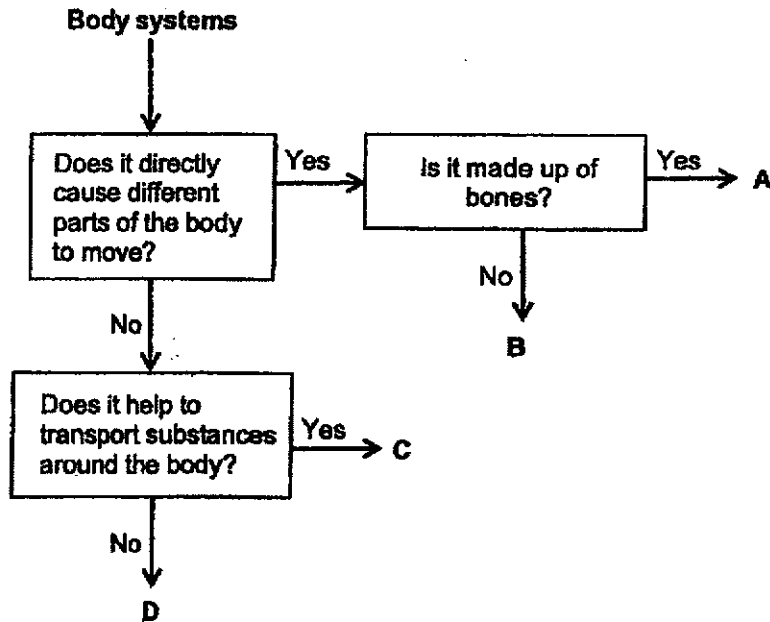 Body systems
Does it directly
cause different
parts of the body
to move?
Yes
Is it made up of
bones?
Yes
A
No
B
No
Does it help to
transport substances
around the body?
Yes
C
No
D